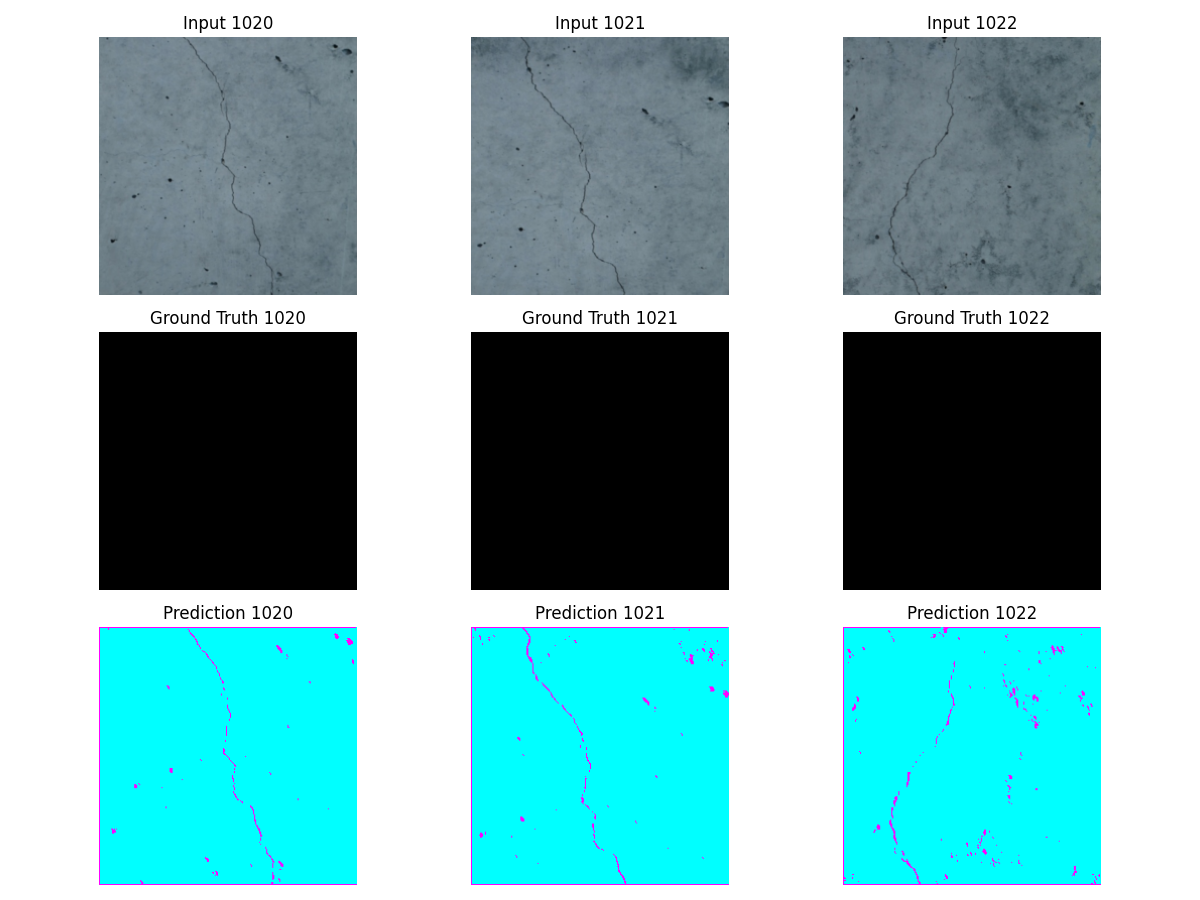 Input 1020
Input 1021
Input 1022
Ground Truth 1020
Ground Truth 1021
Ground Truth 1022
Prediction 1020
Prediction 1021
Prediction 1022